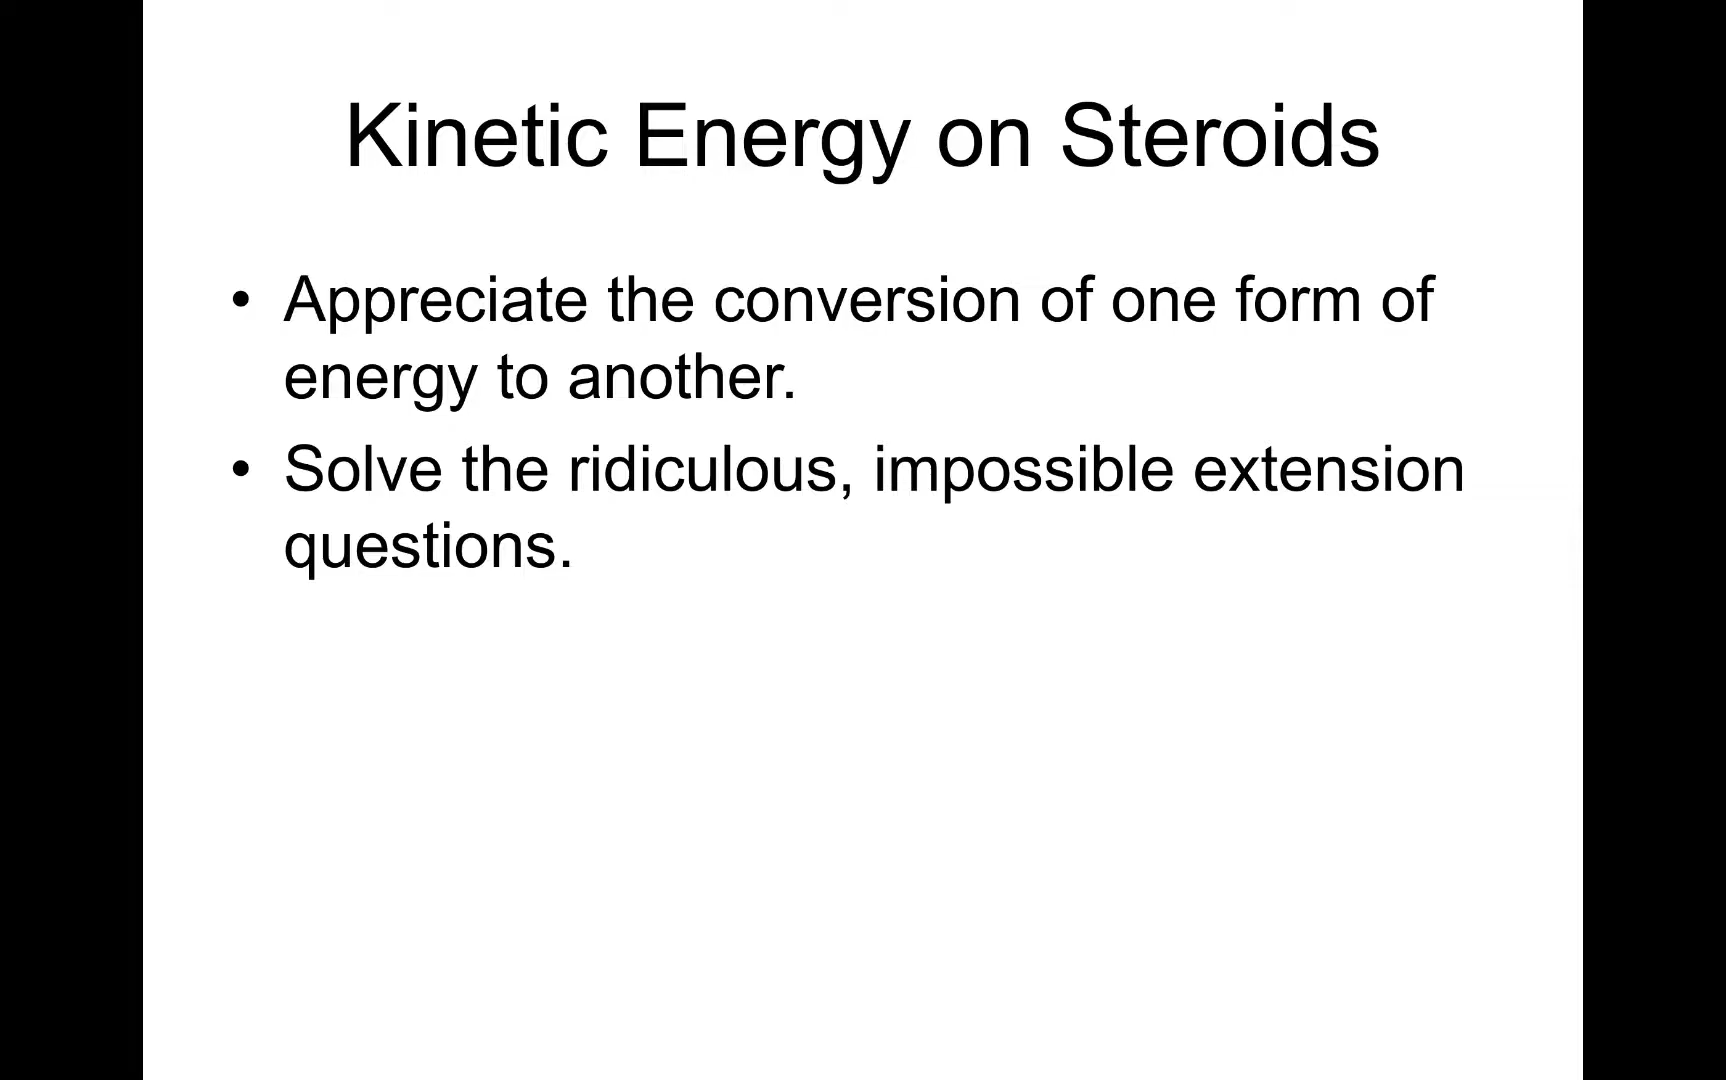 Kinetic Energy on Steroids
• Appreciate the conversion of one form of
energy to another.
• Solve the ridiculous, impossible extension
questions.